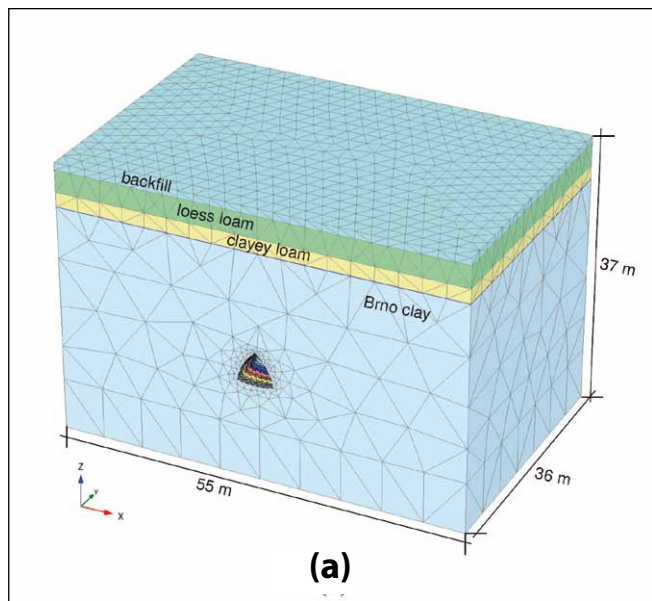 backfill
loess loam
clayey loam
Brno clay
37 m
36 m
55 m
z
y
x
(a)